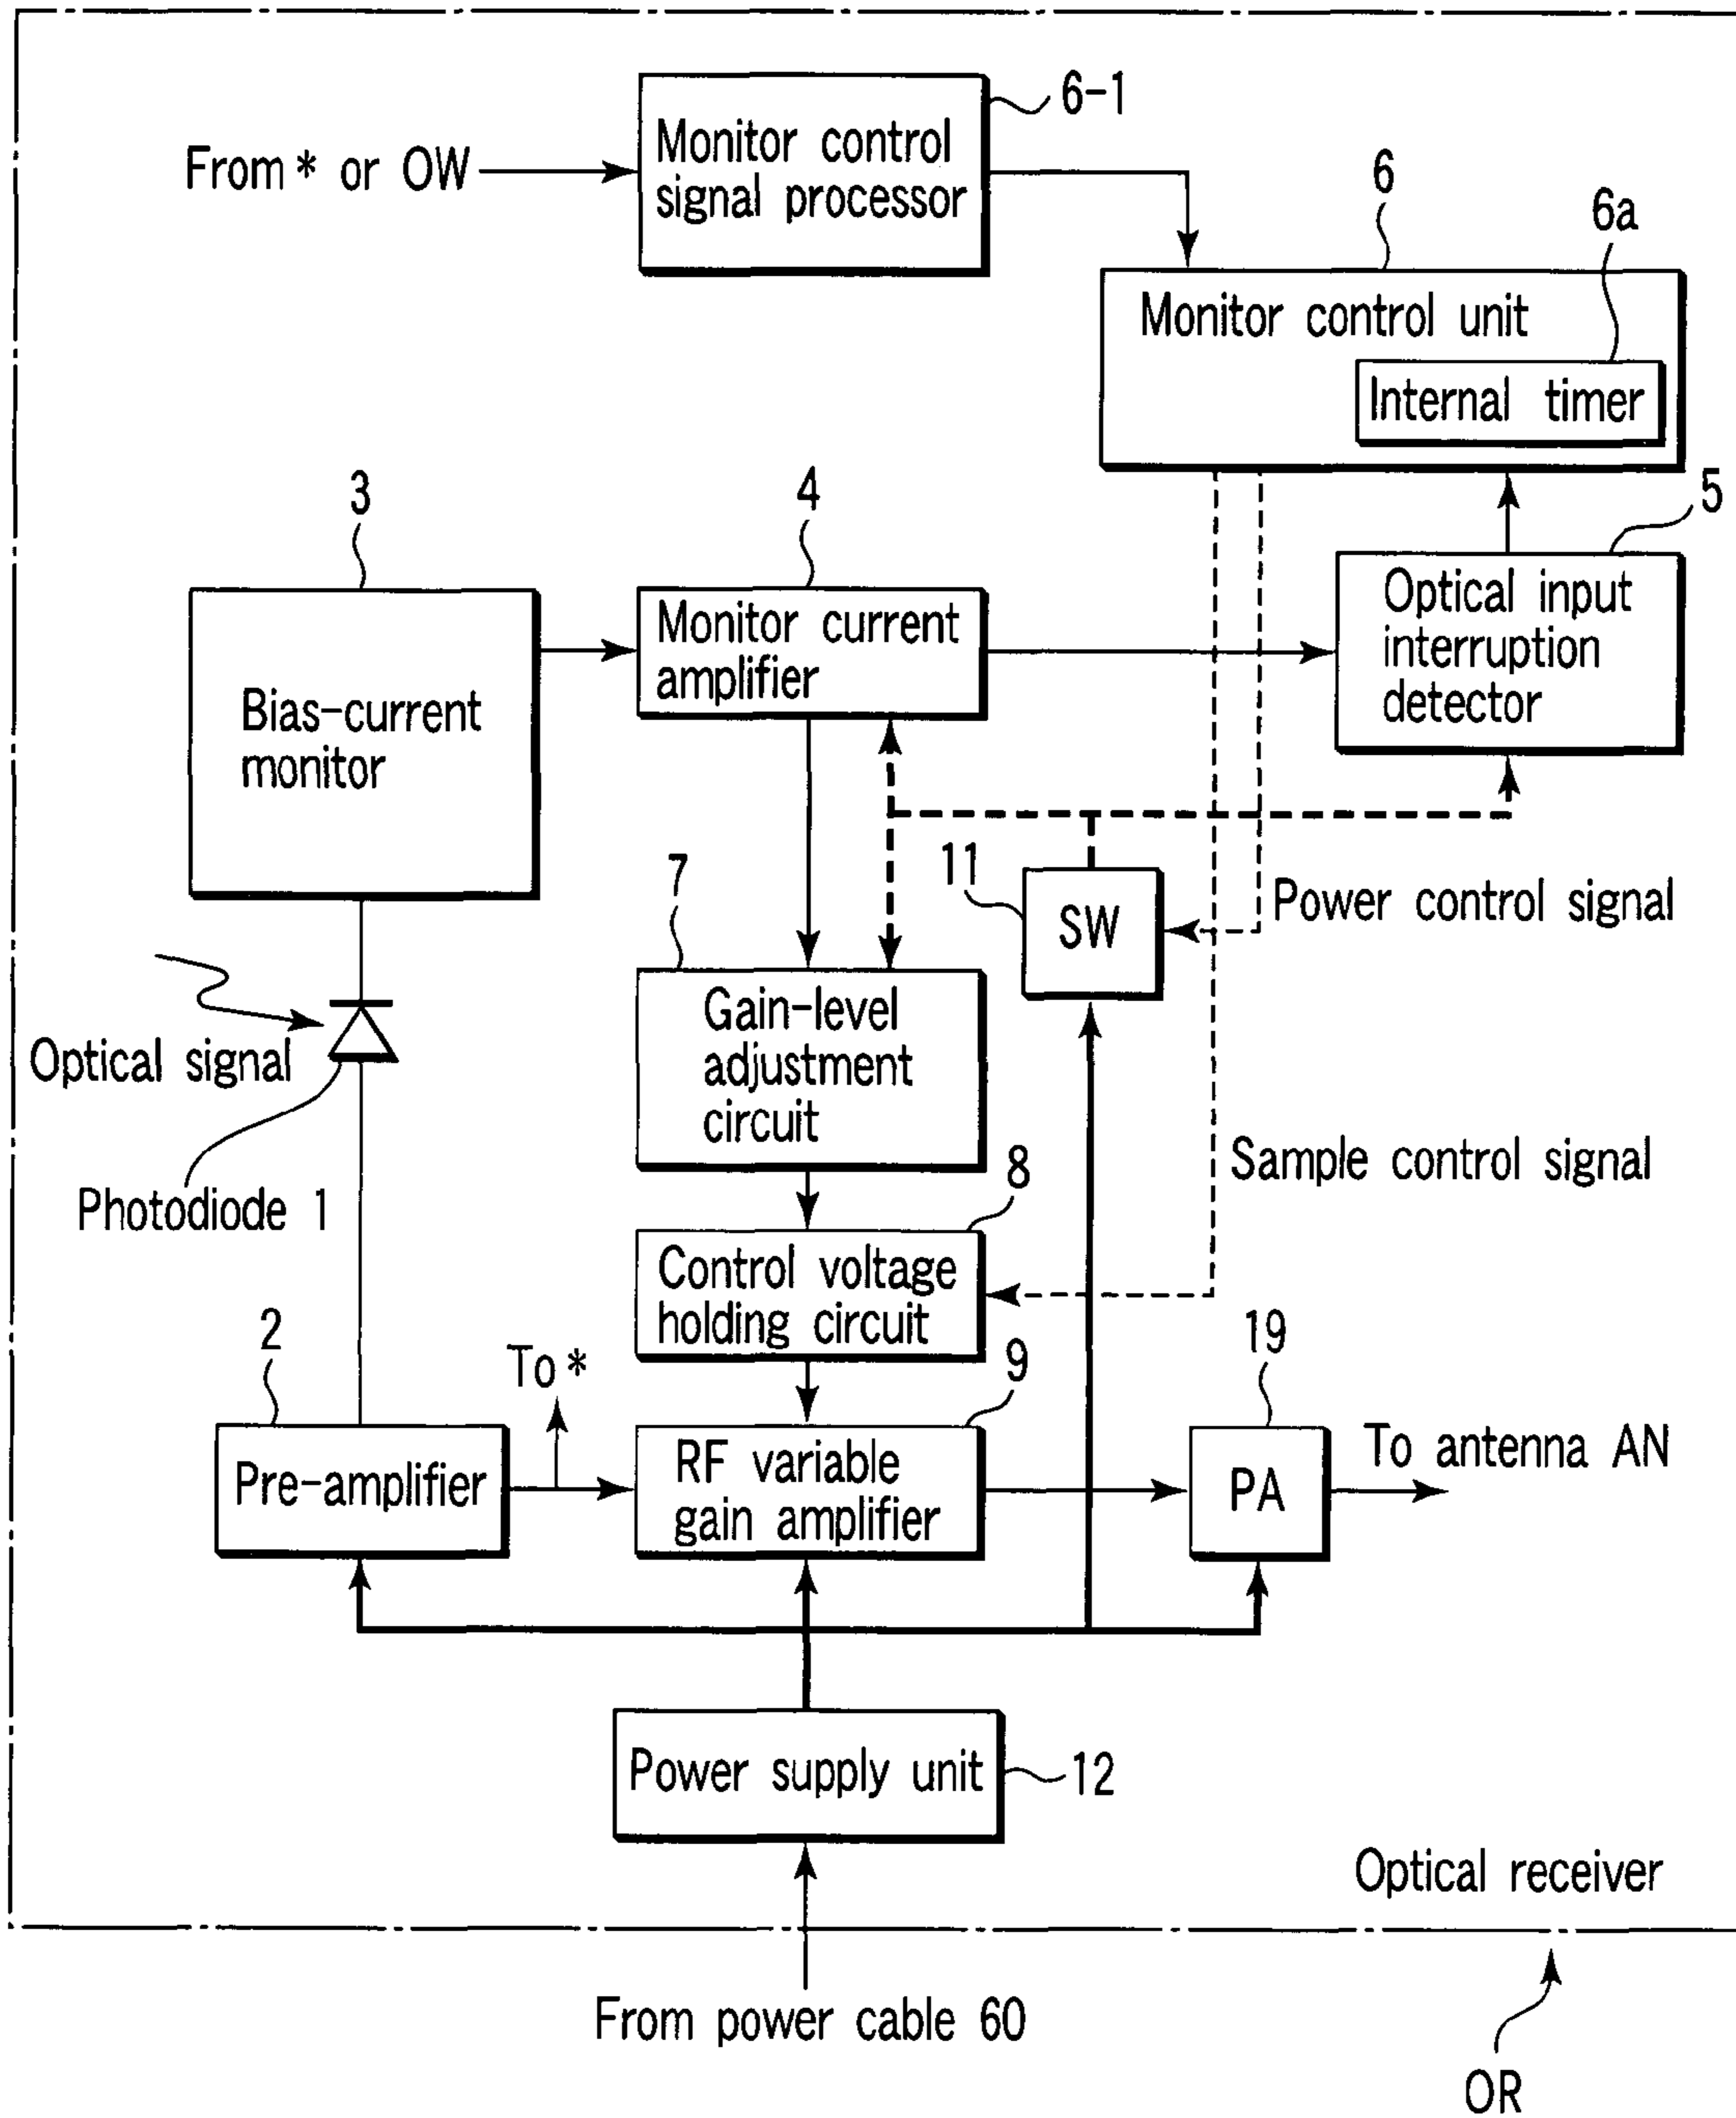 6-1
Monitor control
signal processor
From * or OW
6
6a
Monitor control unit
Internal timer
3
4
5
Bias-current
monitor
Monitor current
amplifier
Optical input
interruption
detector
7
11
SW
Power control signal
Gain-level
adjustment
circuit
Optical signal
Photodiode 1
Sample control signal
8
Control voltage
holding circuit
2
To *
9
19
Pre-amplifier
RF variable
gain amplifier
PA
To antenna AN
Power supply unit
12
Optical receiver
From power cable 60
OR